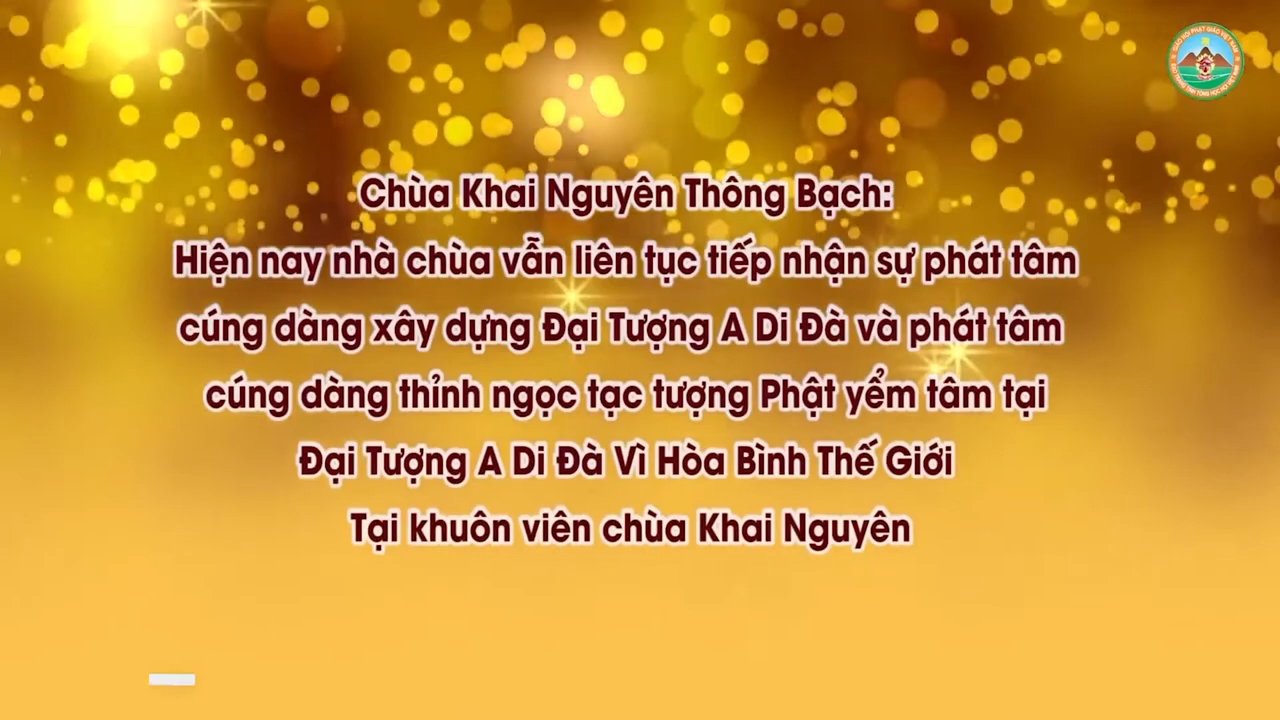 Chùa Khai Nguyên Thông Bạch:
Hiện nay nhà chùa vẫn liên tục tiếp nhận sự phát tâm
cúng dàng xây dựng Đại Tượng A Di Đà và phát tâm
cúng dàng thỉnh ngọc tạc tượng Phật yểm tâm tại
Đại Tượng A Di Đà Vì Hòa Bình Thế Giới
Tại khuôn viên chùa Khai Nguyên